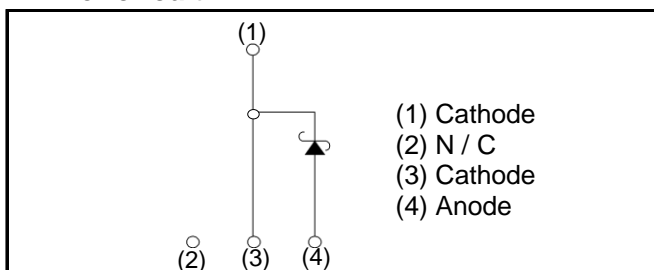 (1)
(1) Cathode
(2) N / C
(3) Cathode
(4) Anode
(2) (3) (4)